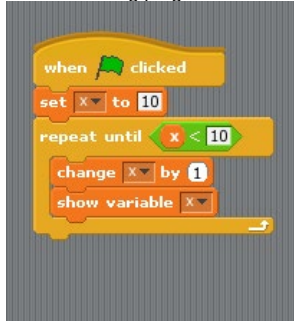 when clicked
set x to 10
repeat until x < 10
change x by 1
show variable x